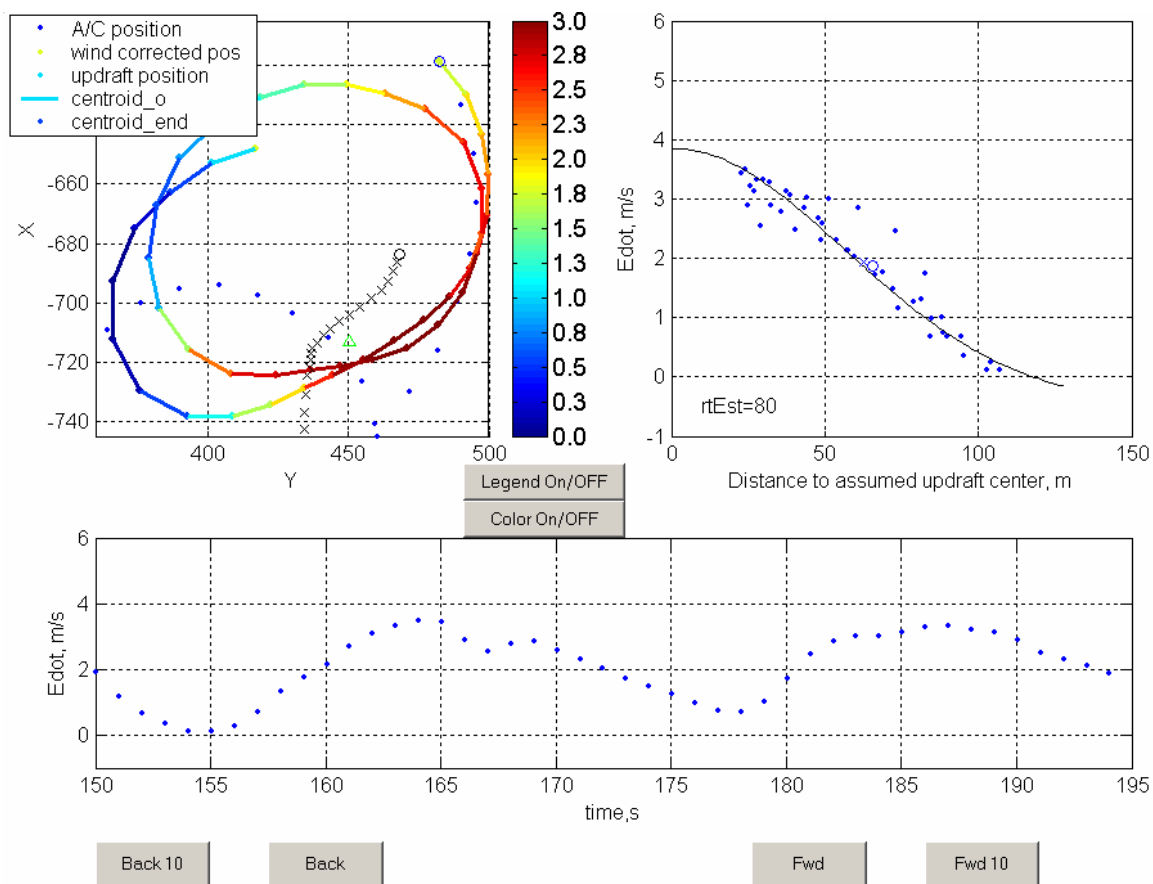 A/C position
wind corrected pos
updraft position
centroid_o
centroid_end
-660
-680
-700
-720
-740
X
400
450
500
Y
3.0
2.8
2.5
2.3
2.0
1.8
1.5
1.3
1.0
0.8
0.5
0.3
0.0
6
5
4
3
2
1
0
-1
Edot, m/s
rtEst=80
0
50
100
150
Distance to assumed updraft center, m
Legend On/OFF
Color On/OFF
6
4
2
0
Edot, m/s
150
155
160
165
170
175
180
185
190
195
time,s
Back 10
Back
Fwd
Fwd 10